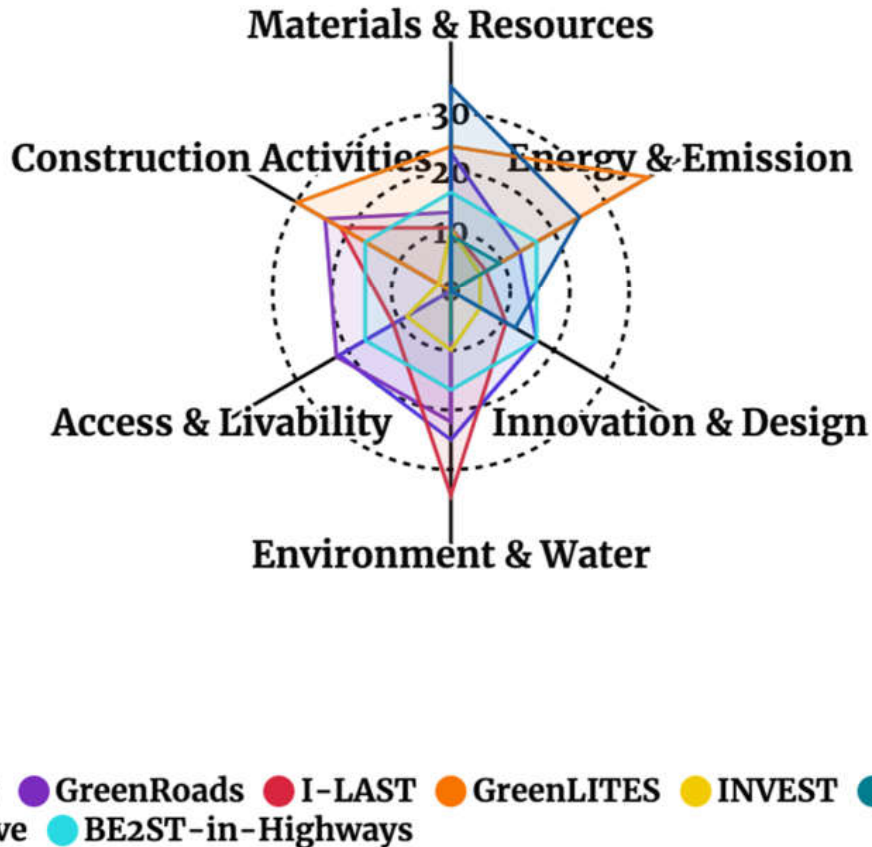 Materials & Resources
30
Construction Activities
Energy & Emission
20
10
Access & Livability
Innovation & Design
Environment & Water
GreenRoads I-LAST GreenLITES INVEST
BE2ST-in-Highways